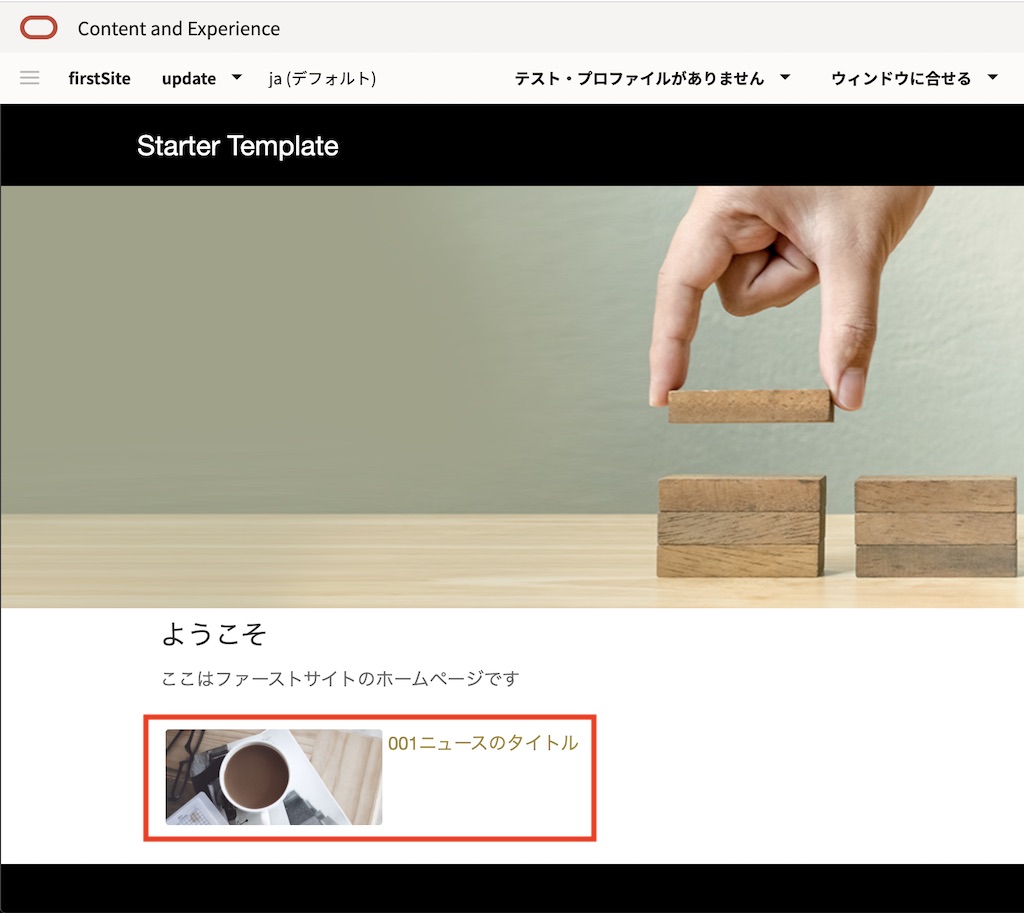 Content and Experience
firstSite update ja (デフォルト) テスト・プロファイルがありません ウィンドウに合せる
Starter Template
ようこそ
ここはファーストサイトのホームページです
001ニュースのタイトル